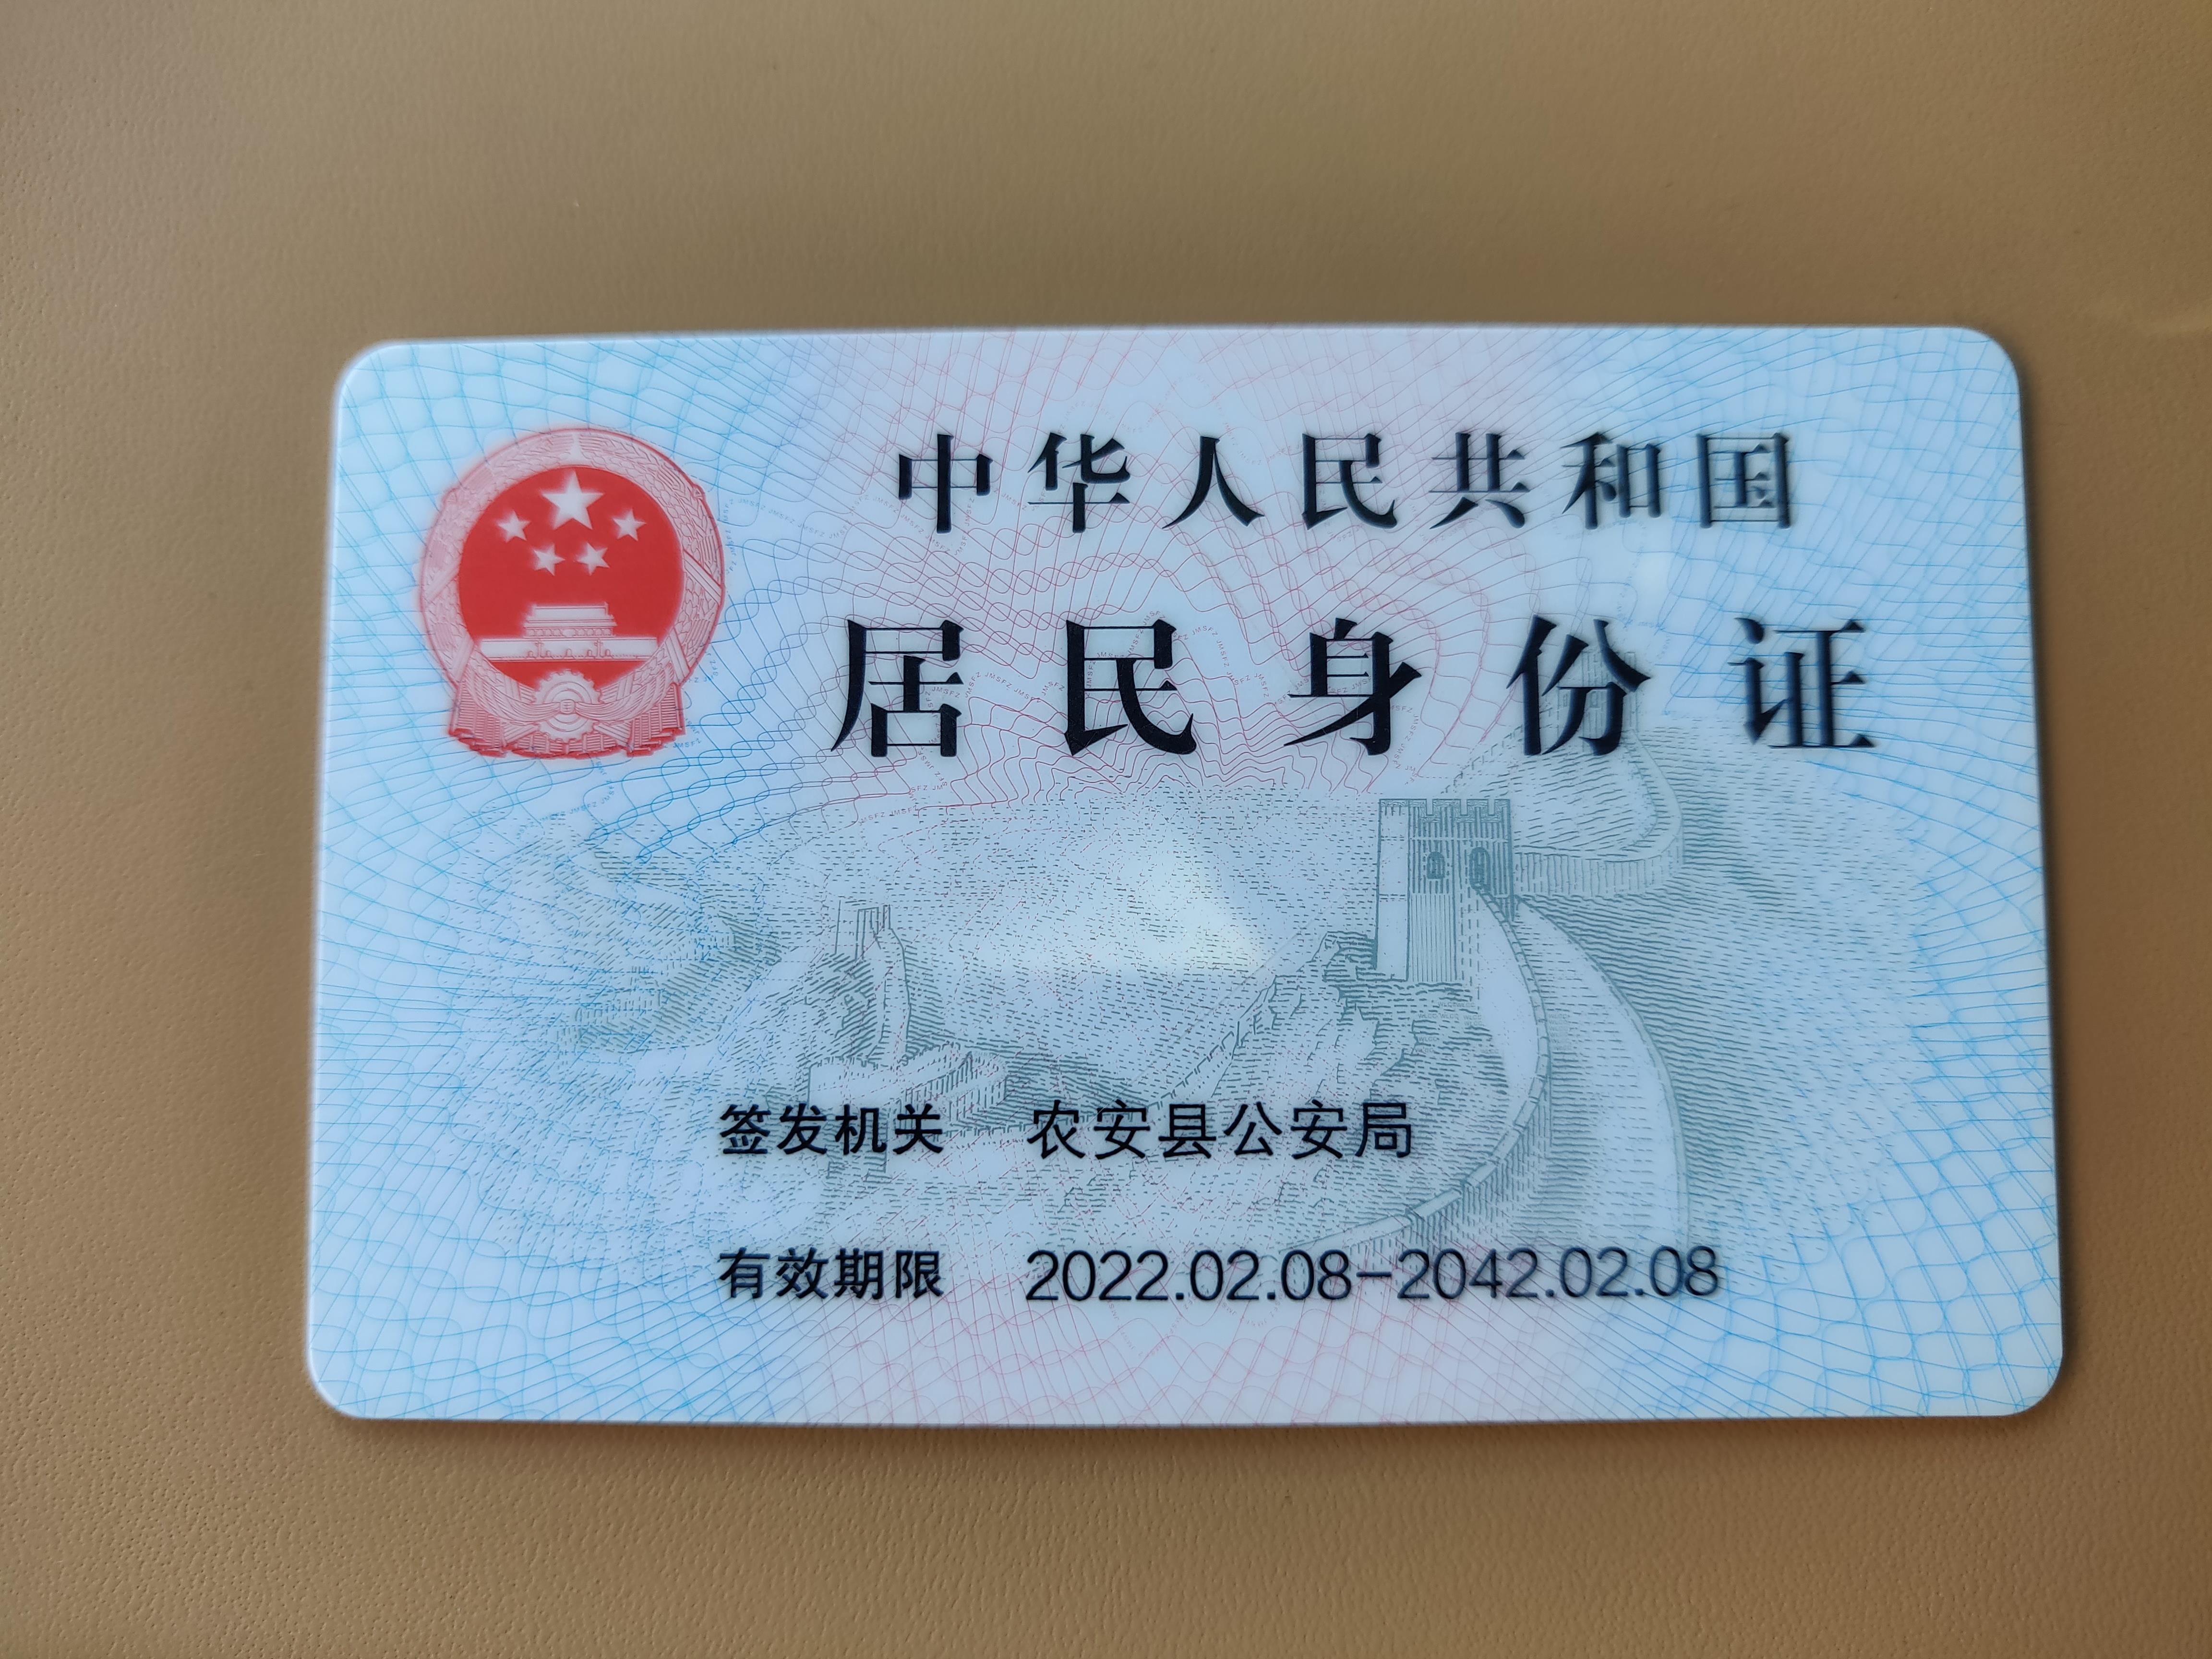 中华人民共和国
居民身份证
签发机关 农安县公安局
有效期限 2022.02.08-2042.02.08